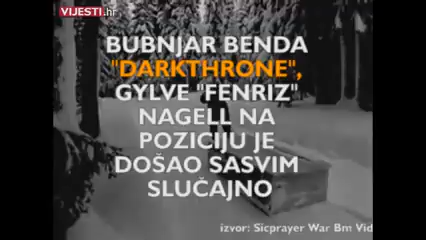 VIJESTI.hr
BUBNJAR BENDA
"DARKTHRONE",
GYLVE "FENRIZ"
NAGELL NA
POZICIJU JE
DOŠAO SASVIM
SLUČAJNO
izvor: Sicprayer War Bm Vid